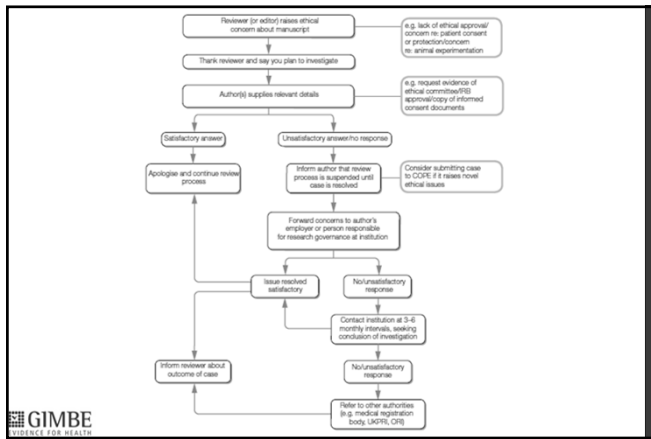 Reviewer (or editor) raises ethical
concern about manuscript
e.g. lack of ethical approval/
concern re: patient consent
or protection/concern
re: animal experimentation
Thank reviewer and say you plan to investigate
Author(s) supplies relevant details
e.g. request evidence of
ethical committee/IRB
approval/copy of informed
consent documents
Satisfactory answer
Unsatisfactory answer/no response
Apologise and continue review
process
Inform author that review
process is suspended until
case is resolved
Consider submitting case
to COPE if it raises novel
ethical issues
Forward concerns to author's
employer or person responsible
for research governance at institution
Issue resolved
satisfactory
No/unsatisfactory
response
Contact institution at 3–6
monthly intervals, seeking
conclusion of investigation
Inform reviewer about
outcome of case
No/unsatisfactory
response
Refer to other authorities
(e.g. medical registration
body, UKPRI, ORI)
GIMBE
EVIDENCE FOR HEALTH